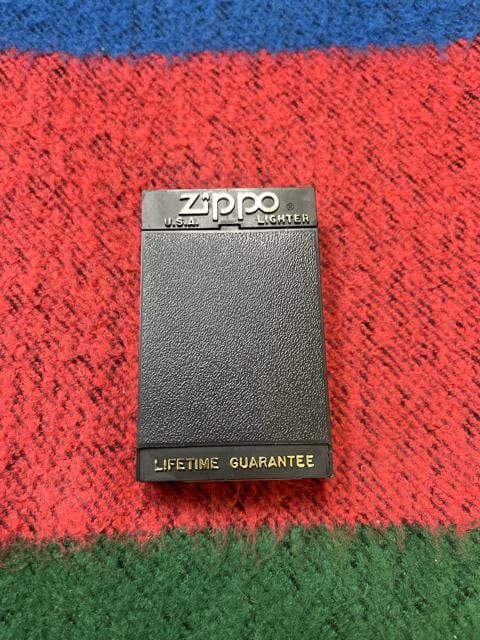 Zippo ®
U.S.A. LIGHTER
LIFETIME GUARANTEE